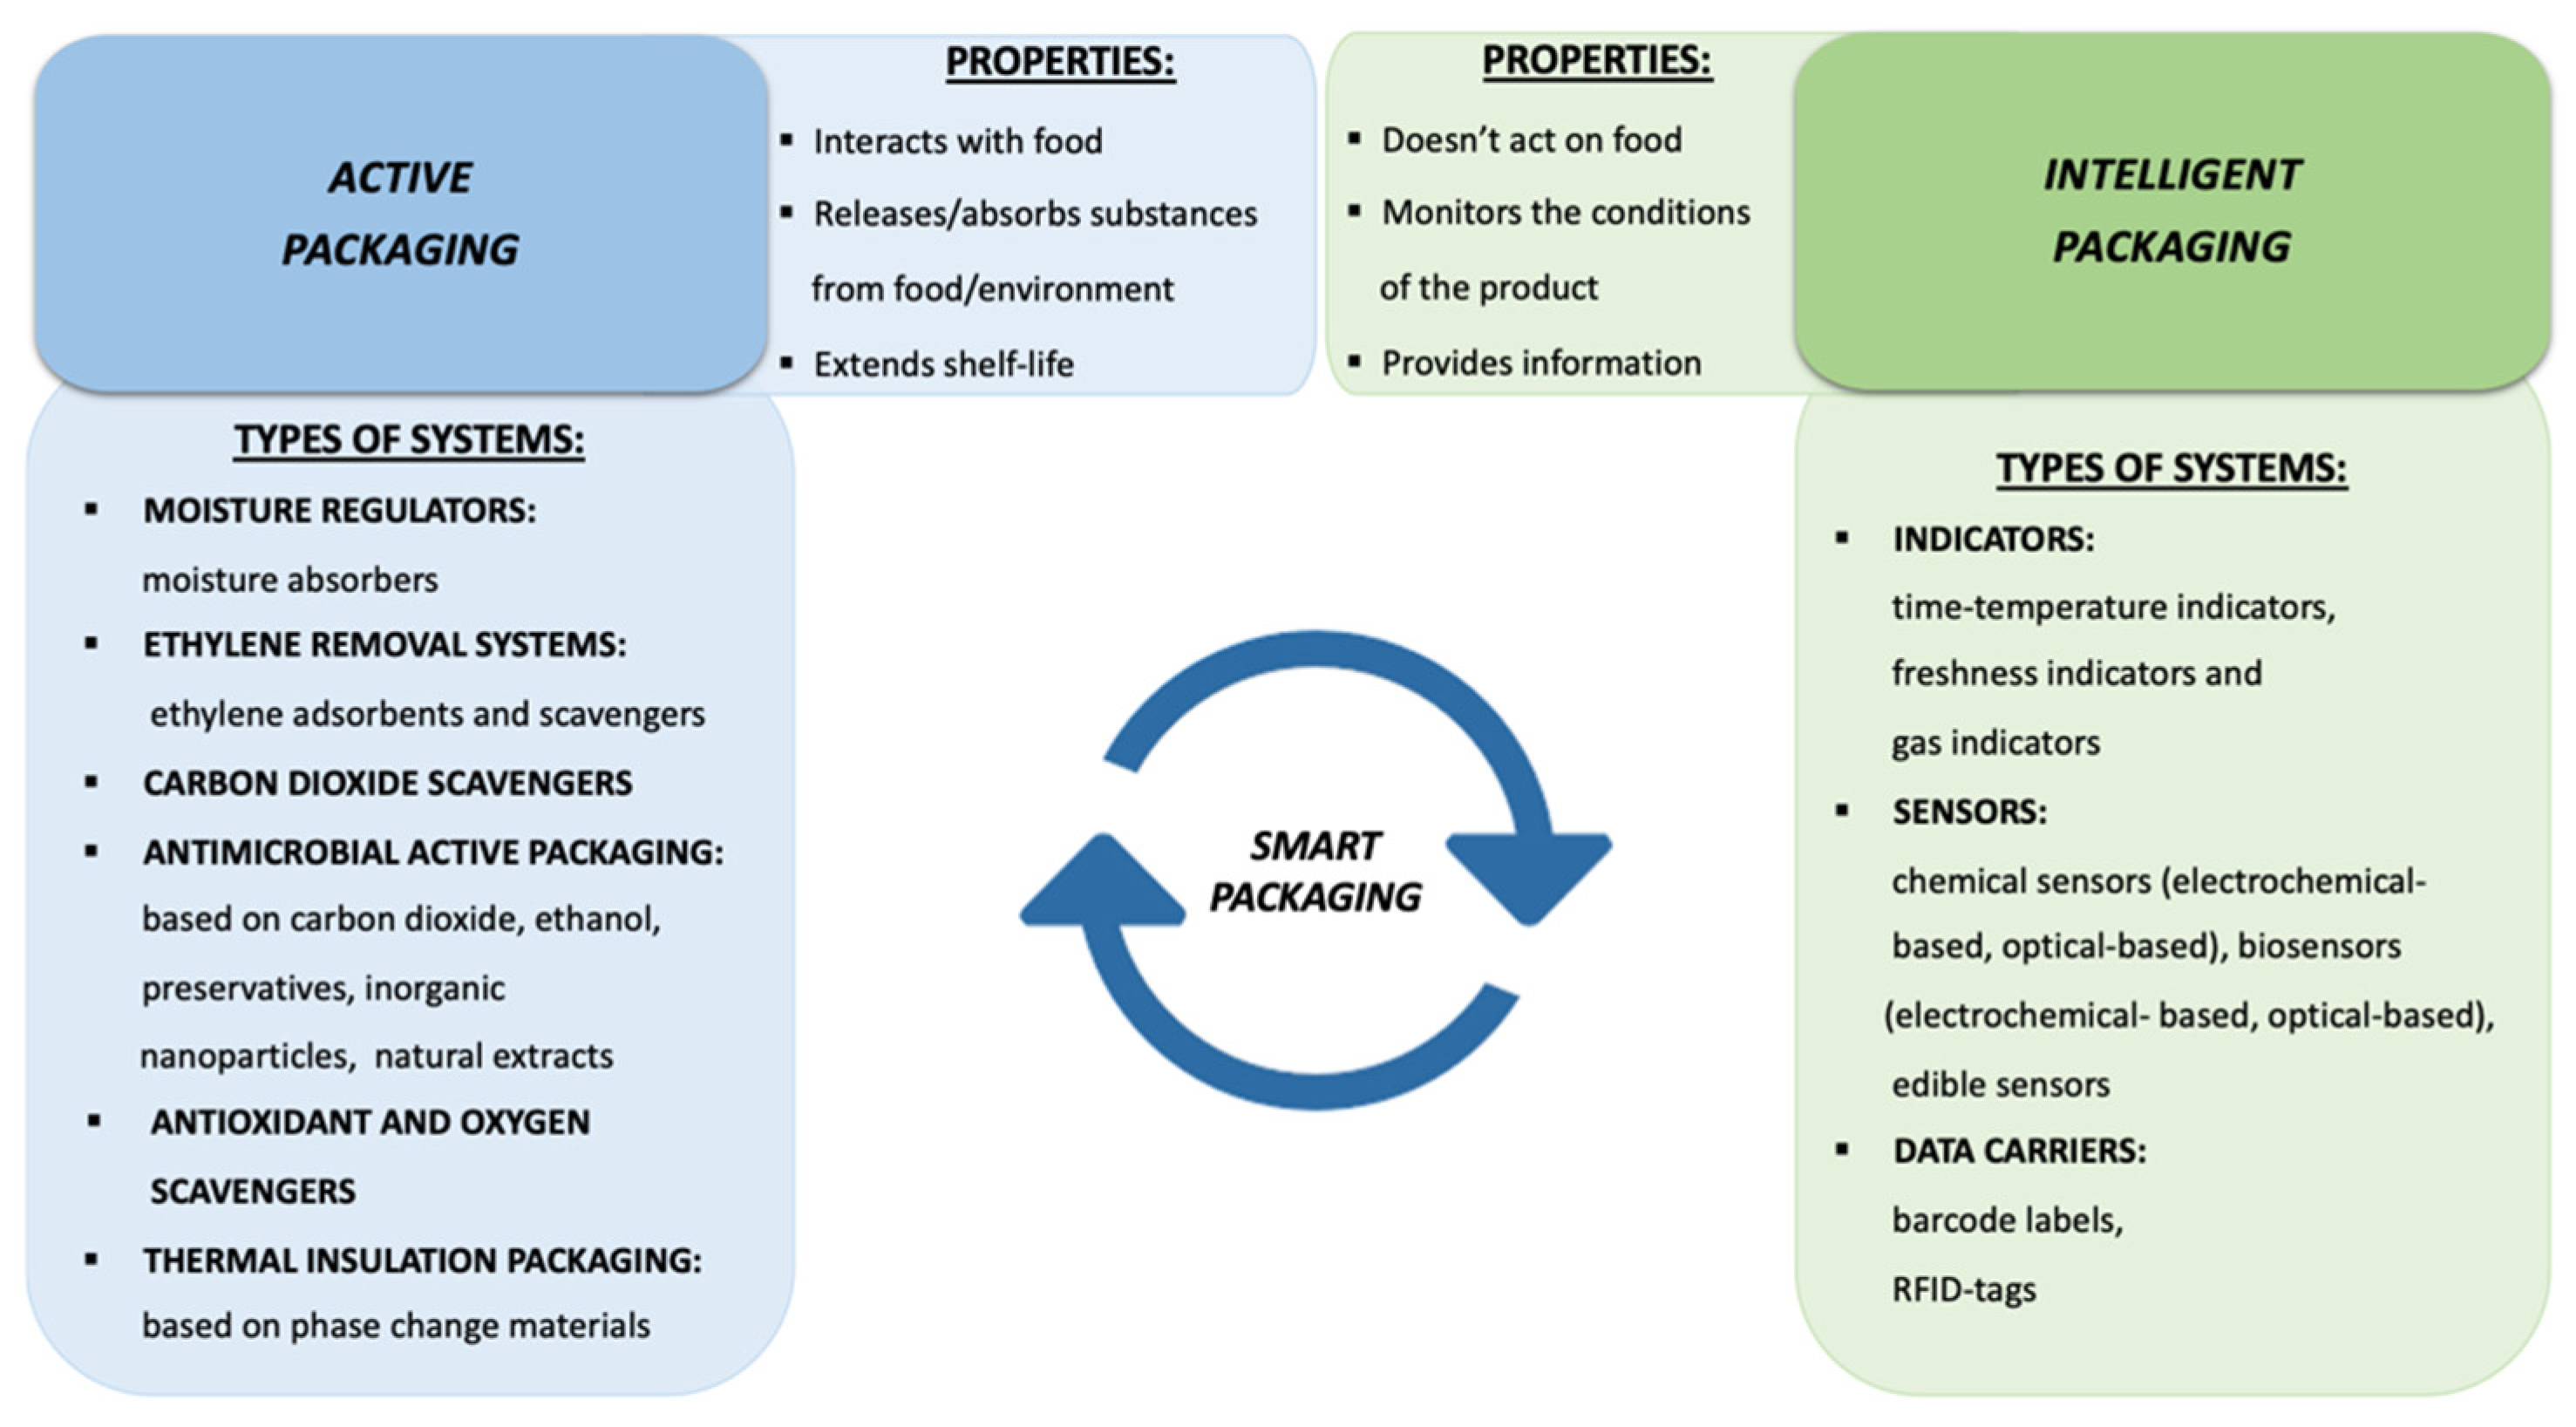 ACTIVE
PACKAGING
PROPERTIES:
▪ Interacts with food
▪ Releases/absorbs substances
from food/environment
▪ Extends shelf-life
PROPERTIES:
▪ Doesn’t act on food
▪ Monitors the conditions
of the product
▪ Provides information
INTELLIGENT
PACKAGING
TYPES OF SYSTEMS:
▪ MOISTURE REGULATORS:
moisture absorbers
▪ ETHYLENE REMOVAL SYSTEMS:
ethylene adsorbents and scavengers
▪ CARBON DIOXIDE SCAVENGERS
▪ ANTIMICROBIAL ACTIVE PACKAGING:
based on carbon dioxide, ethanol,
preservatives, inorganic
nanoparticles, natural extracts
▪ ANTIOXIDANT AND OXYGEN
SCAVENGERS
▪ THERMAL INSULATION PACKAGING:
based on phase change materials
SMART
PACKAGING
TYPES OF SYSTEMS:
▪ INDICATORS:
time-temperature indicators,
freshness indicators and
gas indicators
▪ SENSORS:
chemical sensors (electrochemical-
based, optical-based), biosensors
(electrochemical- based, optical-based),
edible sensors
▪ DATA CARRIERS:
barcode labels,
RFID-tags